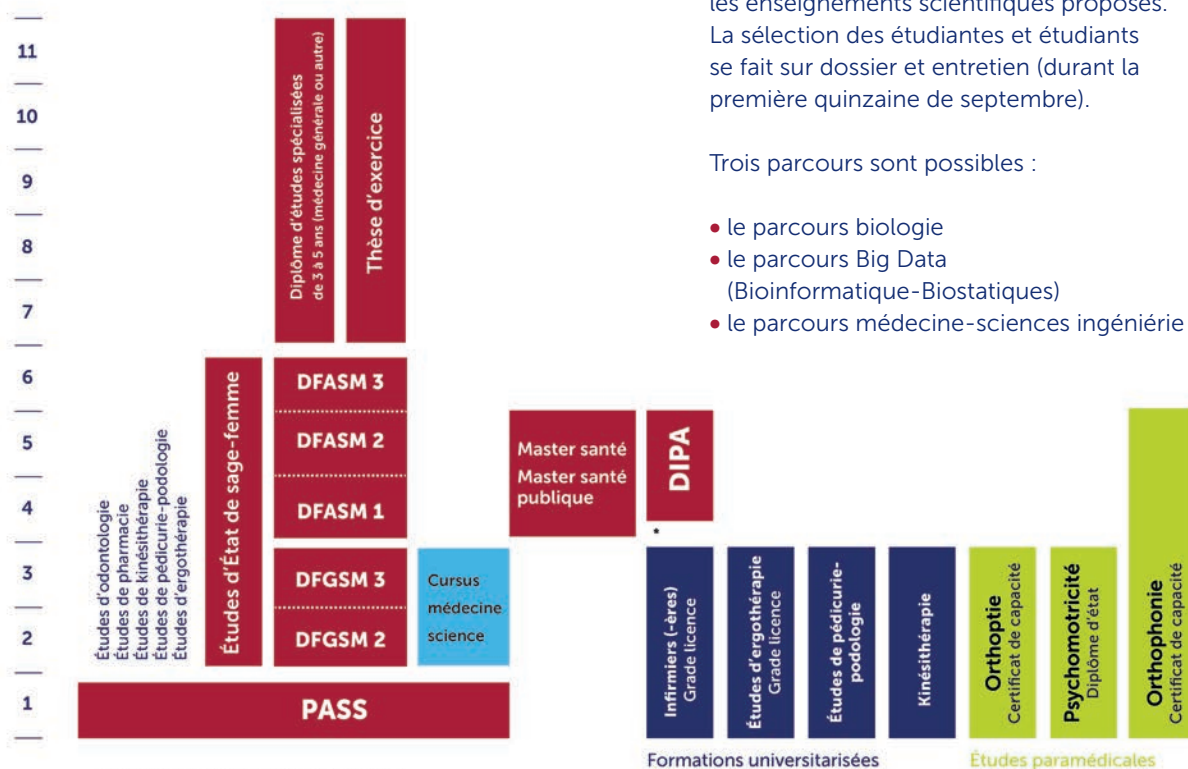 les enseignements scientifiques proposés.
La sélection des étudiantes et étudiants
se fait sur dossier et entretien (durant la
première quinzaine de septembre).
Trois parcours sont possibles :
• le parcours biologie
• le parcours Big Data
(Bioinformatique-Biostatiques)
• le parcours médecine-sciences ingéniérie
11
10
9
8
7
6
5
4
3
2
1
Études d'odontologie
Études de pharmacie
Études de kinésithérapie
Études de pédicurie-podologie
Études d'ergothérapie
Études d'État de sage-femme
Diplôme d'études spécialisées
de 3 à 5 ans (médecine générale ou autre)
Thèse d'exercice
DFASM 3
DFASM 2
DFASM 1
DFGSM 3
DFGSM 2
Cursus
médecine
science
PASS
Master santé
Master santé
publique
DIPA
*
Infirmiers (-ères)
Grade licence
Études d'ergothérapie
Grade licence
Études de pédicurie-
podologie
Kinésithérapie
Orthoptie
Certificat de capacité
Psychomotricité
Diplôme d'état
Orthophonie
Certificat de capacité
Formations universitarisées
Études paramédicales